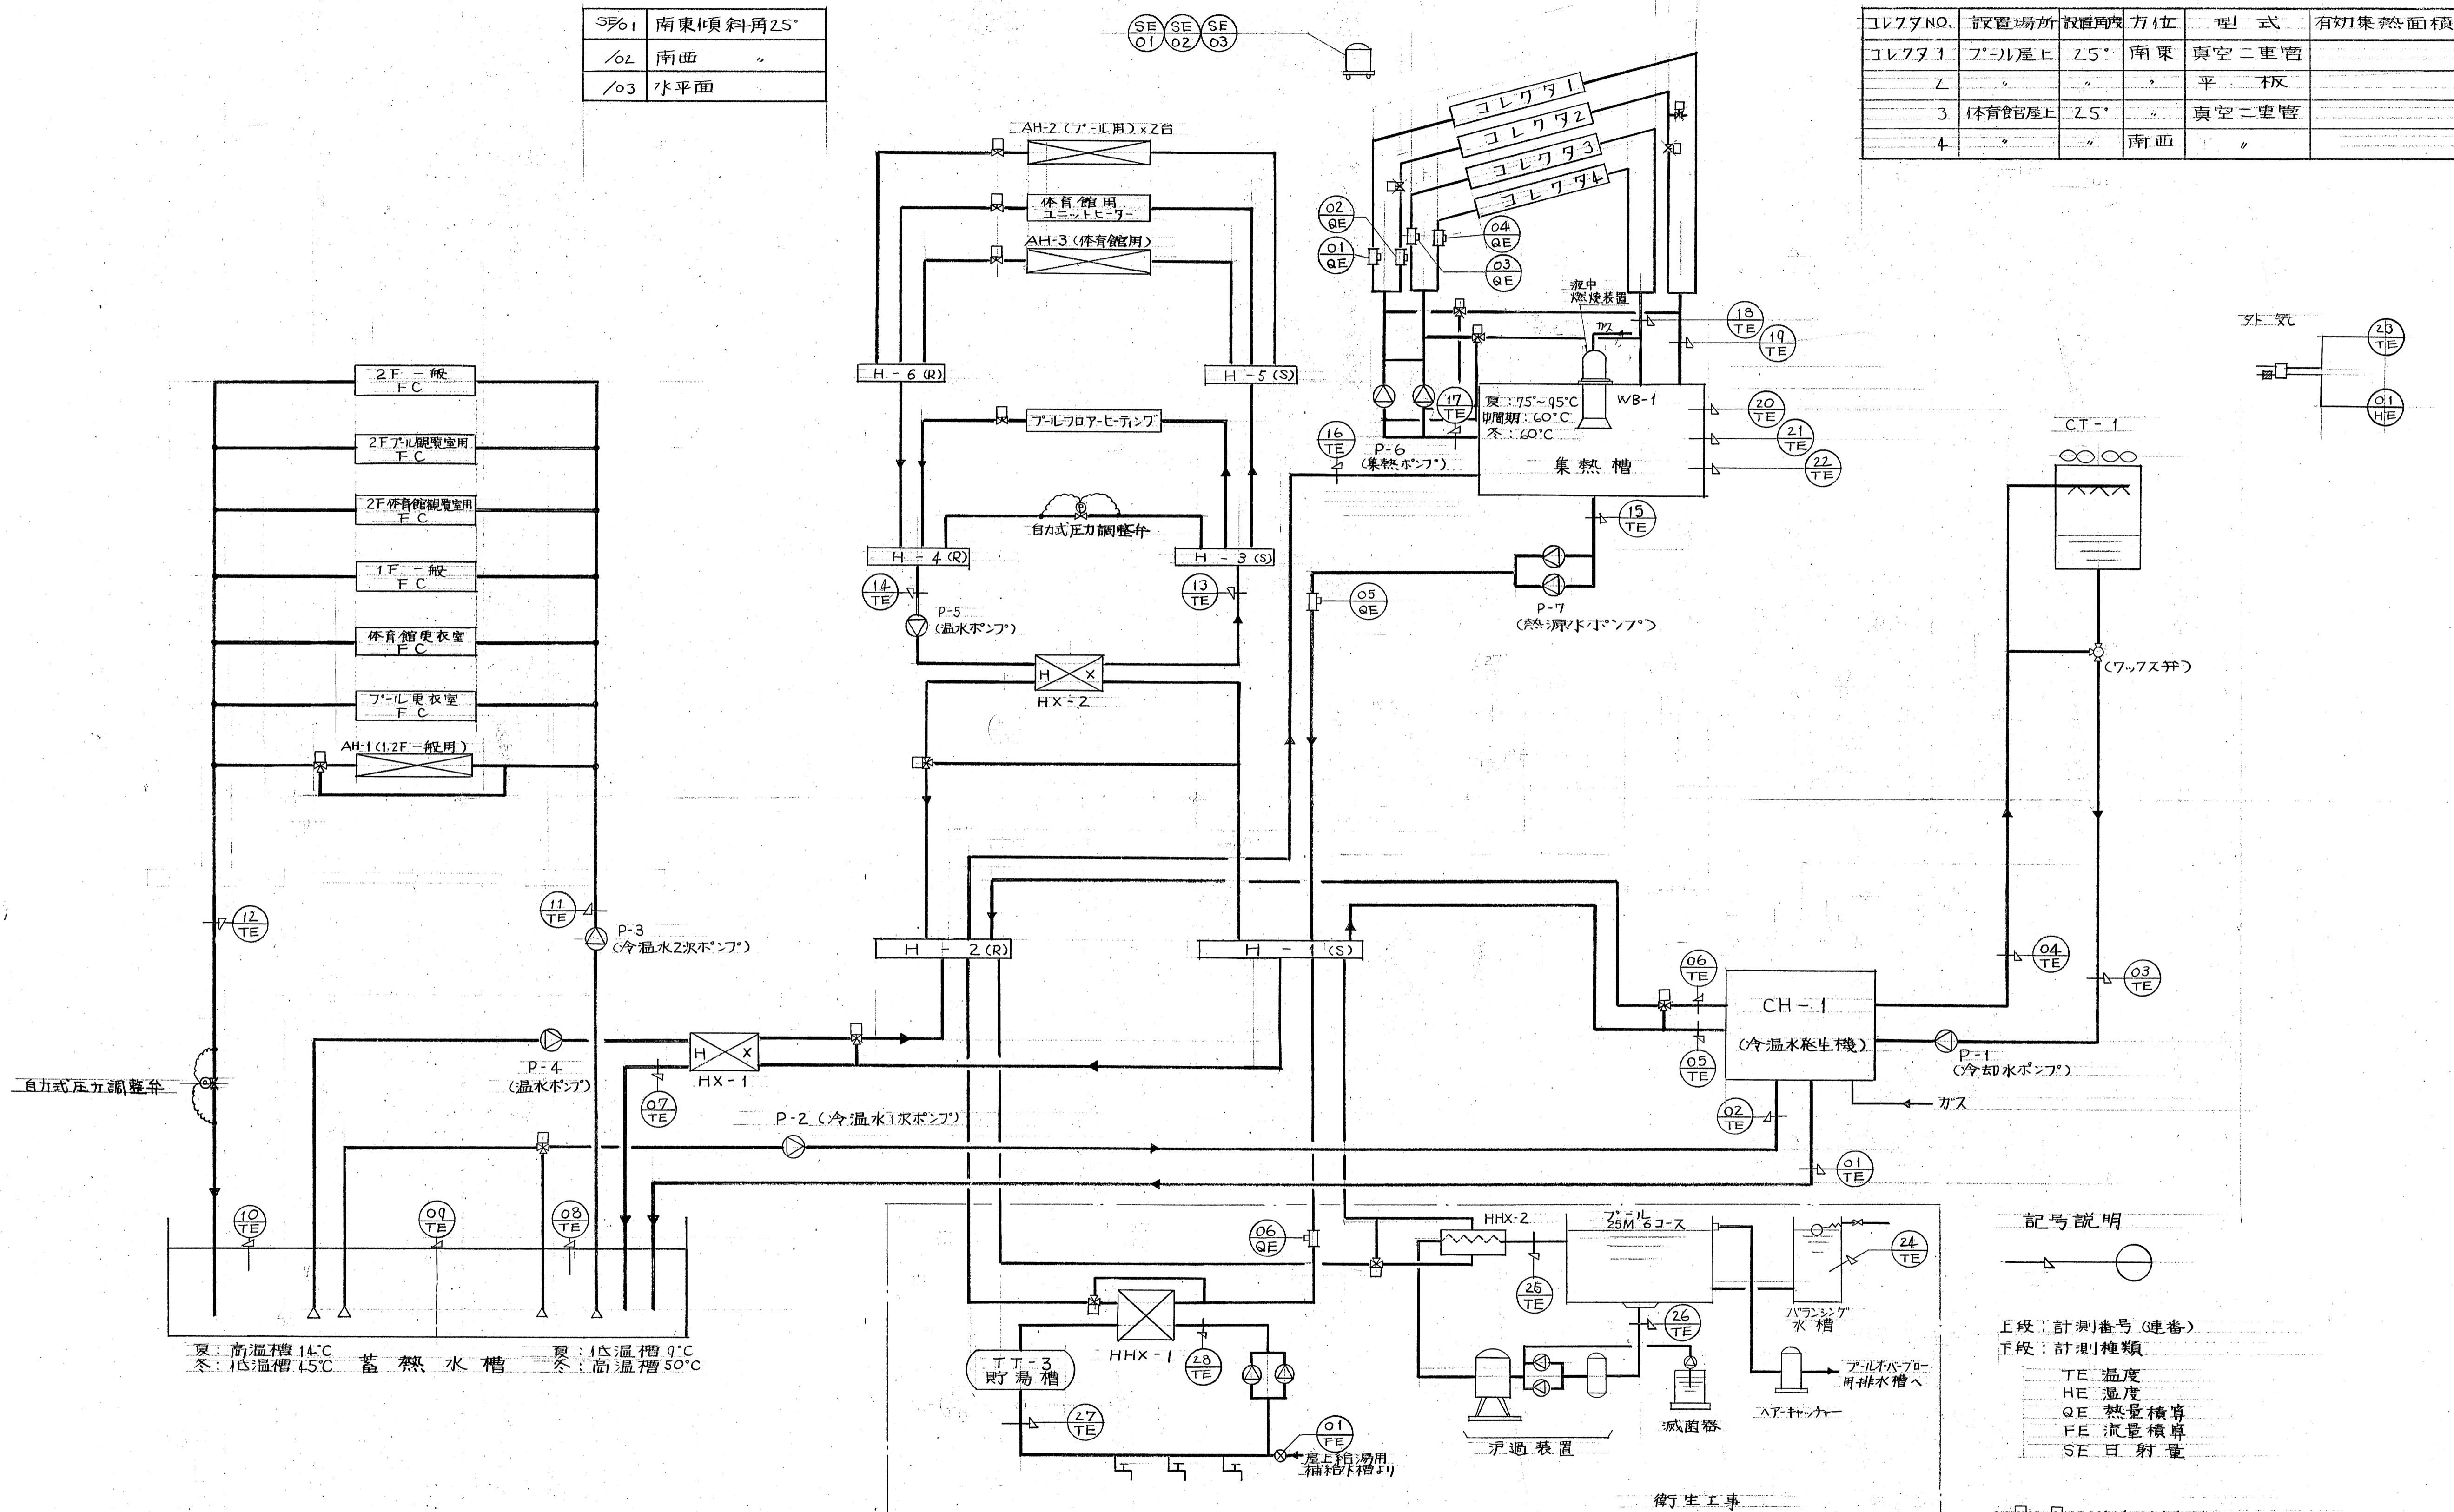 SE/01 南東傾斜角25°
/02 南西 〃
/03 水平面
SE 01
SE 02
SE 03
コレクタNO. 設置場所 設置角度 方位 型式 有効集熱面積
コレクタ1 プール屋上 25° 南東 真空二重管
2 〃 〃 〃 平板
3 体育館屋上 25° 〃 真空二重管
4 〃 〃 南西 〃
コレクタ1
コレクタ2
コレクタ3
コレクタ4
AH-2(プール用)×2台
体育館用
ユニットヒーター
AH-3(体育館用)
02 QE
01 QE
04 QE
03 QE
液中
燃焼装置
ガス
18 TE
19 TE
外気
23 TE
01 HE
H-6(R)
H-5(S)
プールフロアーヒーティング
自力式圧力調整弁
H-4(R)
H-3(S)
14 TE
13 TE
P-5
(温水ポンプ)
HX
HX-2
17 TE
16 TE
P-6
(集熱ポンプ)
夏:75°~95°C
中間期:60°C
冬:60°C
WB-1
集熱槽
20 TE
21 TE
22 TE
15 TE
05 QE
P-7
(熱源水ポンプ)
CT-1
(ワックス弁)
2F一般
FC
2Fプール観覧室用
FC
2F体育館観覧室用
FC
1F一般
FC
体育館更衣室
FC
プール更衣室
FC
AH-1(1,2F一般用)
12 TE
11 TE
P-3
(冷温水2次ポンプ)
H-2(R)
H-1(S)
06 TE
05 TE
CH-1
(冷温水発生機)
04 TE
03 TE
P-1
(冷却水ポンプ)
ガス
02 TE
01 TE
自力式圧力調整弁
P-4
(温水ポンプ)
HX
HX-1
07 TE
P-2(冷温水1次ポンプ)
10 TE
09 TE
08 TE
夏:高温槽14°C
冬:低温槽45°C
蓄熱水槽
夏:低温槽9°C
冬:高温槽50°C
06 QE
HHX-2
プール
25M 6コース
25 TE
26 TE
24 TE
バランシング
水槽
HHX-1
28 TE
TT-3
貯湯槽
27 TE
01 FE
屋上給湯用
補給水槽より
沪過装置
滅菌器
ヘアーキャッチャー
プールオーバーフロー
用排水槽へ
衛生工事
記号説明
上段:計測番号(連番)
下段:計測種類
TE 温度
HE 湿度
QE 熱量積算
FE 流量積算
SE 日射量